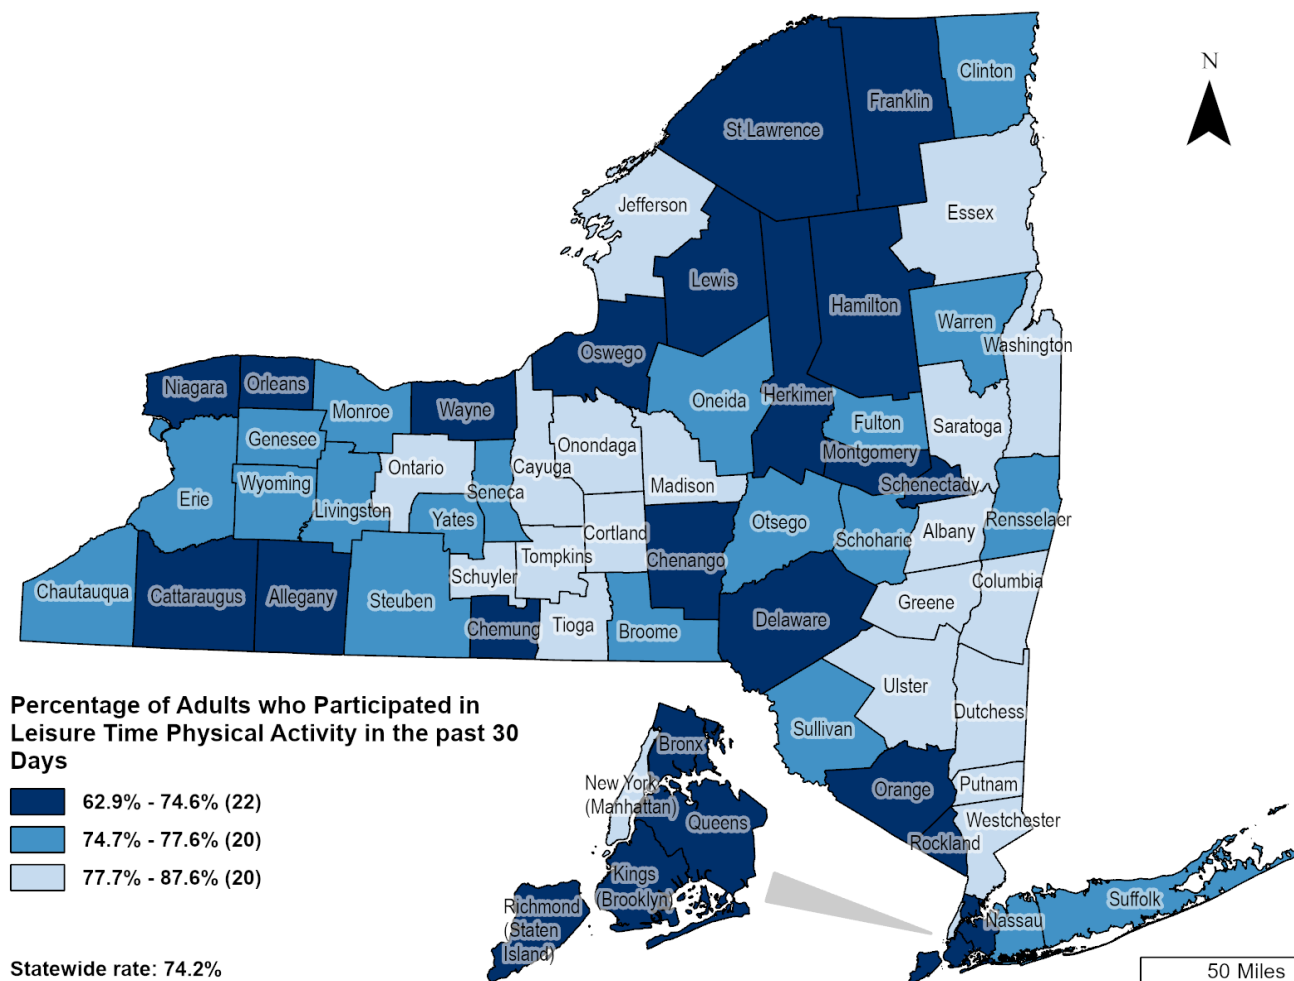 N
Clinton
Franklin
St Lawrence
Essex
Jefferson
Lewis
Hamilton
Warren
Washington
Oswego
Herkimer
Oneida
Fulton
Saratoga
Montgomery
Schenectady
Niagara
Orleans
Monroe
Wayne
Genesee
Onondaga
Ontario
Cayuga
Madison
Wyoming
Seneca
Erie
Livingston
Yates
Otsego
Schoharie
Albany
Rensselaer
Cortland
Tompkins
Chenango
Schuyler
Columbia
Chautauqua
Cattaraugus
Allegany
Steuben
Greene
Delaware
Chemung
Tioga
Broome
Ulster
Dutchess
Sullivan
Putnam
Orange
Westchester
Rockland
Bronx
New York
(Manhattan)
Queens
Kings
(Brooklyn)
Richmond
(Staten
Island)
Nassau
Suffolk
Percentage of Adults who Participated in
Leisure Time Physical Activity in the past 30
Days
62.9% - 74.6% (22)
74.7% - 77.6% (20)
77.7% - 87.6% (20)
Statewide rate: 74.2%
50 Miles